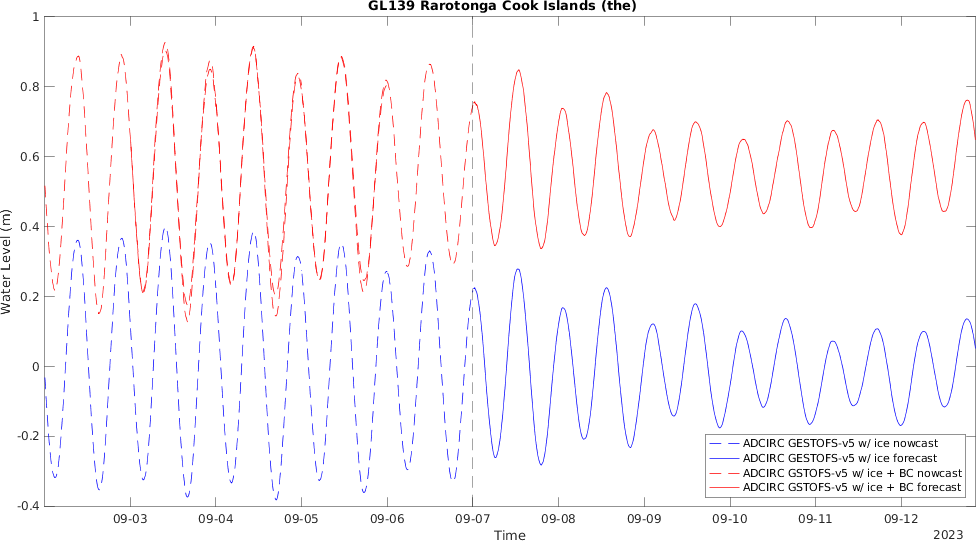 GL139 Rarotonga Cook Islands (the)
1
0.8
0.6
0.4
0.2
0
-0.2
-0.4
Water Level (m)
ADCIRC GESTOFS-v5 w/ ice nowcast
ADCIRC GESTOFS-v5 w/ ice forecast
ADCIRC GSTOFS-v5 w/ ice + BC nowcast
ADCIRC GSTOFS-v5 w/ ice + BC forecast
09-03 09-04 09-05 09-06 09-07 09-08 09-09 09-10 09-11 09-12
Time
2023